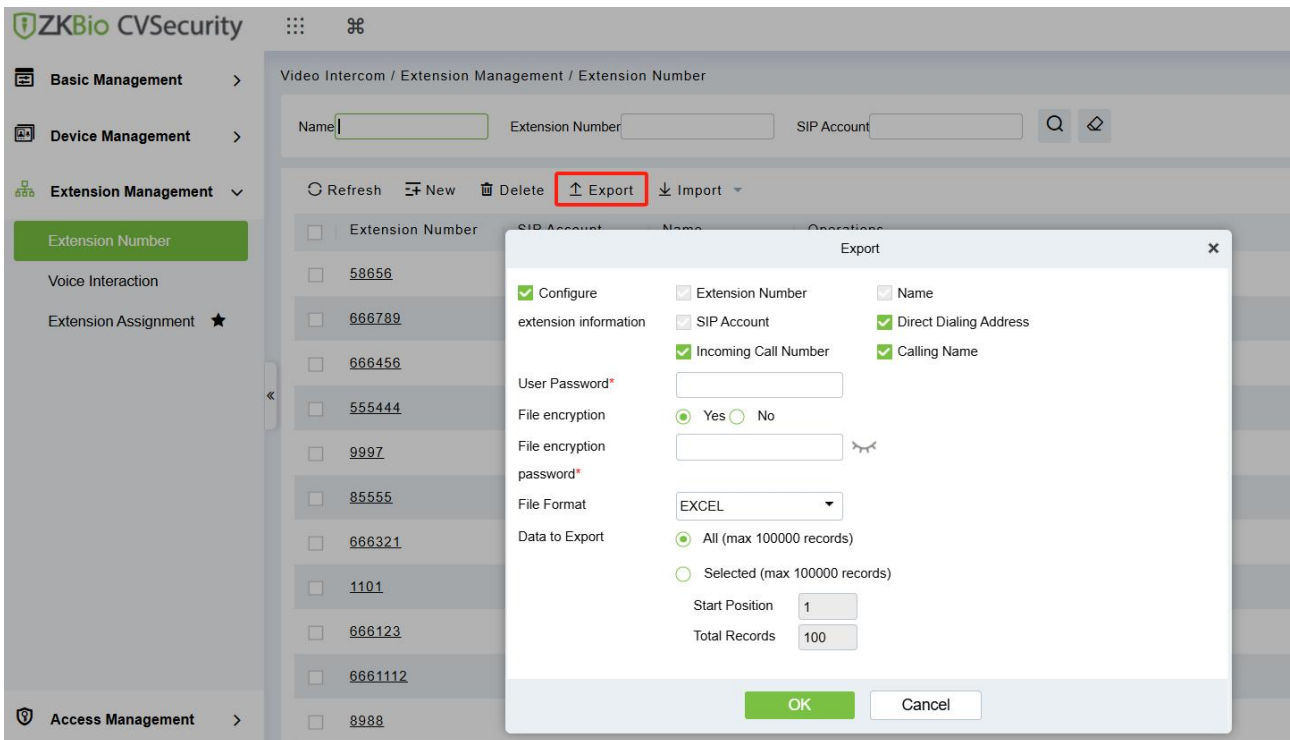 ZKBio CVSecurity
Basic Management
Device Management
Extension Management
Extension Number
Voice Interaction
Extension Assignment
Access Management
Video Intercom / Extension Management / Extension Number
Name Extension Number SIP Account
Refresh New Delete Export Import
Extension Number SIP Account Name Operations
58656
666789
666456
555444
9997
85555
666321
1101
666123
6661112
8988
Export
Configure Extension Number Name
extension information SIP Account Direct Dialing Address
Incoming Call Number Calling Name
User Password*
File encryption Yes No
File encryption
password*
File Format EXCEL
Data to Export All (max 100000 records)
Selected (max 100000 records)
Start Position 1
Total Records 100
OK Cancel